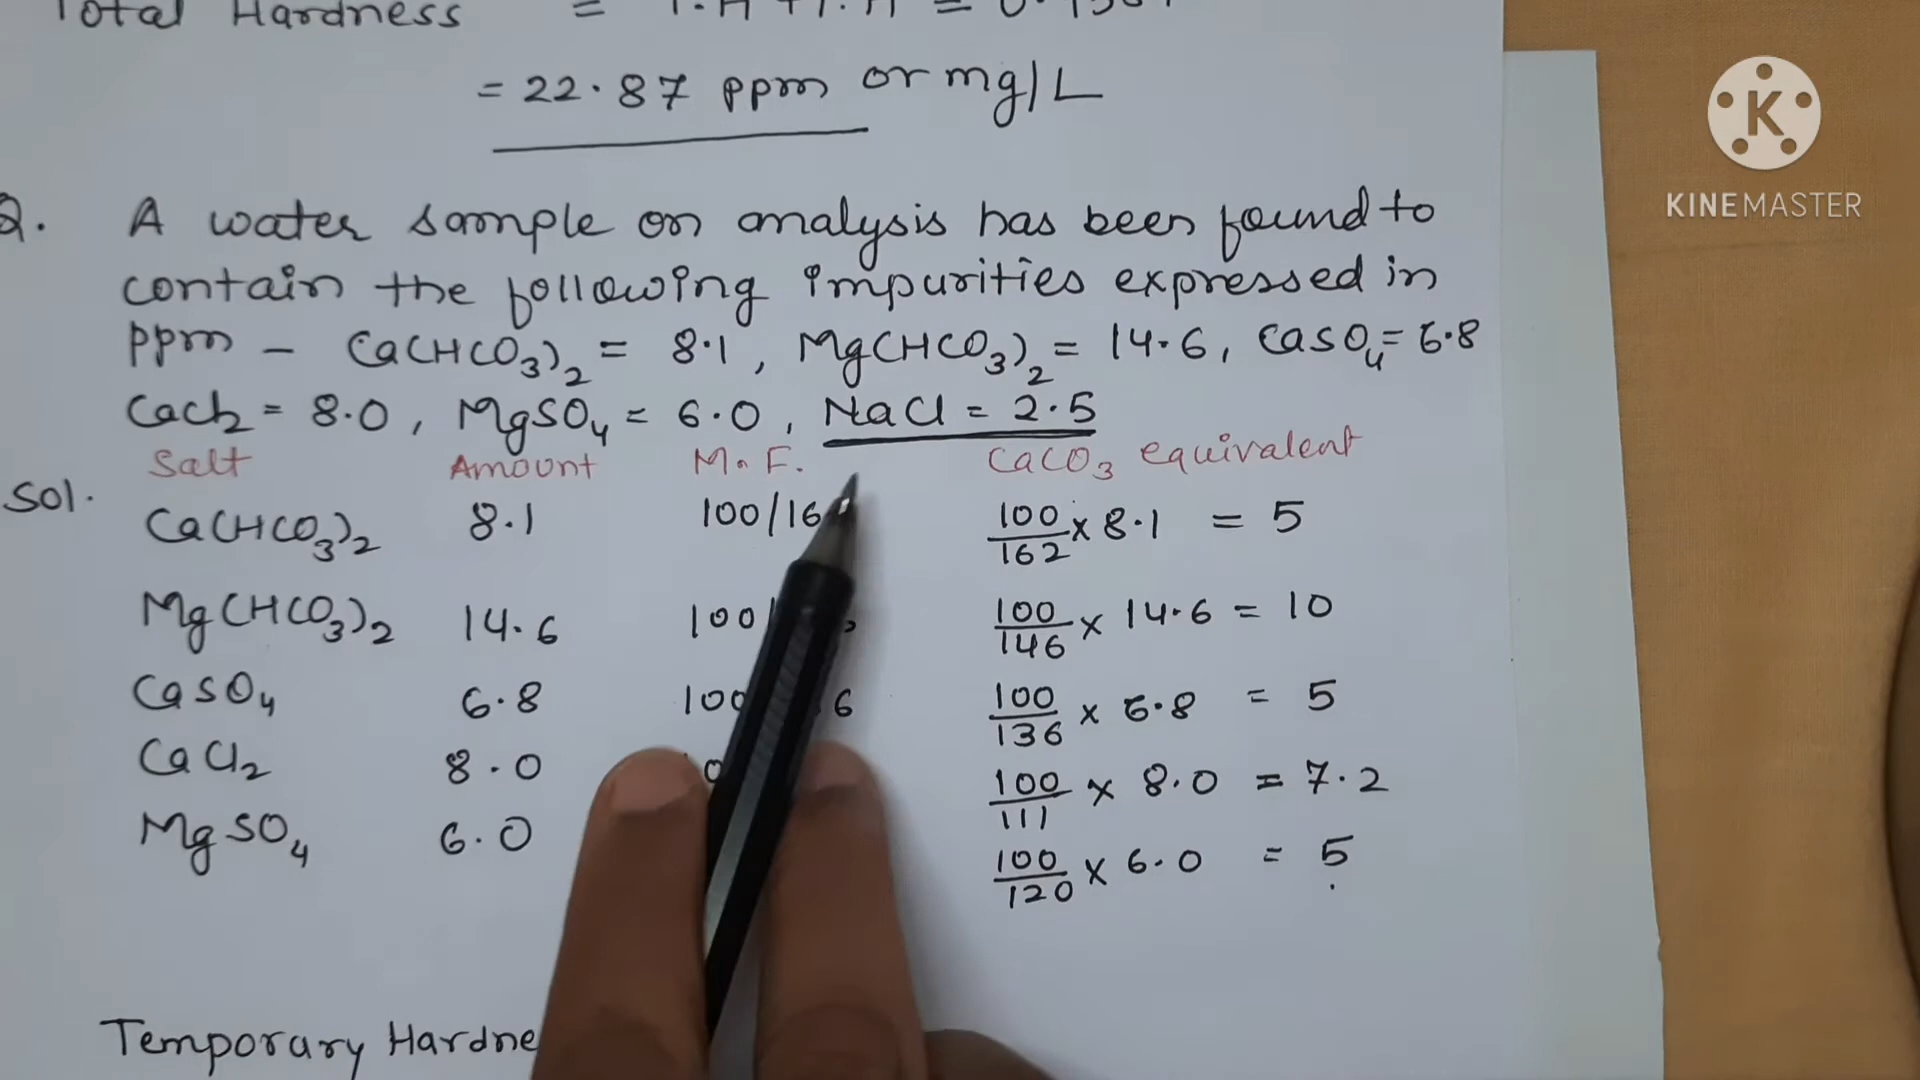 Total Hardness =
= 22.87 ppm or mg/L
K
KINEMASTER
Q. A water sample on analysis has been found to
contain the following impurities expressed in
ppm - Ca(HCO3)2 = 8.1, Mg(HCO3)2 = 14.6, CaSO4 = 6.8
CaCl2 = 8.0, MgSO4 = 6.0, NaCl = 2.5
Salt Amount M.F. CaCO3 equivalent
Sol. Ca(HCO3)2 8.1 100/16 100/162 × 8.1 = 5
Mg(HCO3)2 14.6 100/ 100/146 × 14.6 = 10
CaSO4 6.8 100 6 100/136 × 6.8 = 5
CaCl2 8.0 100/111 × 8.0 = 7.2
MgSO4 6.0 100/120 × 6.0 = 5
Temporary Hardne